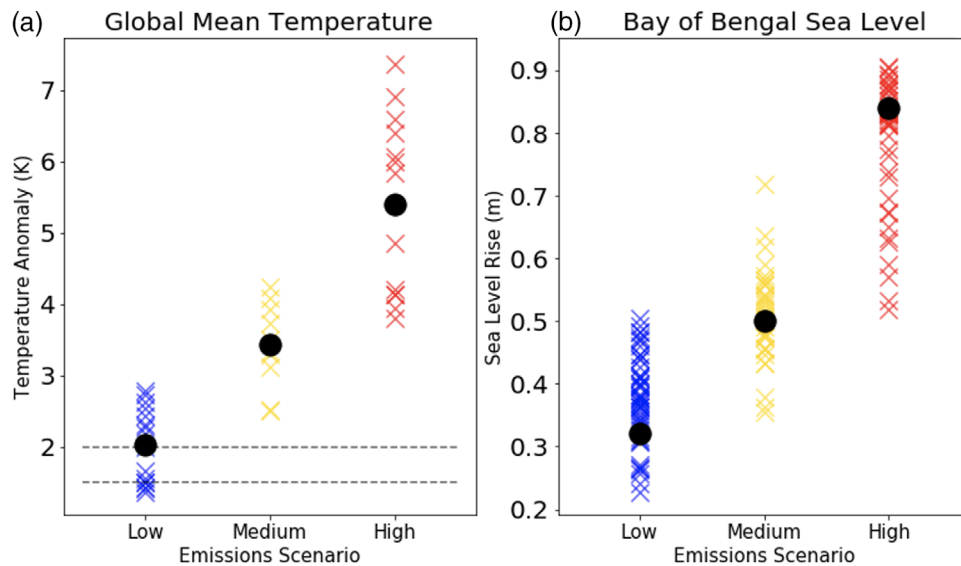 (a) Global Mean Temperature
Temperature Anomaly (K)
7
6
5
4
3
2
Low Medium High
Emissions Scenario
(b) Bay of Bengal Sea Level
Sea Level Rise (m)
0.9
0.8
0.7
0.6
0.5
0.4
0.3
0.2
Low Medium High
Emissions Scenario